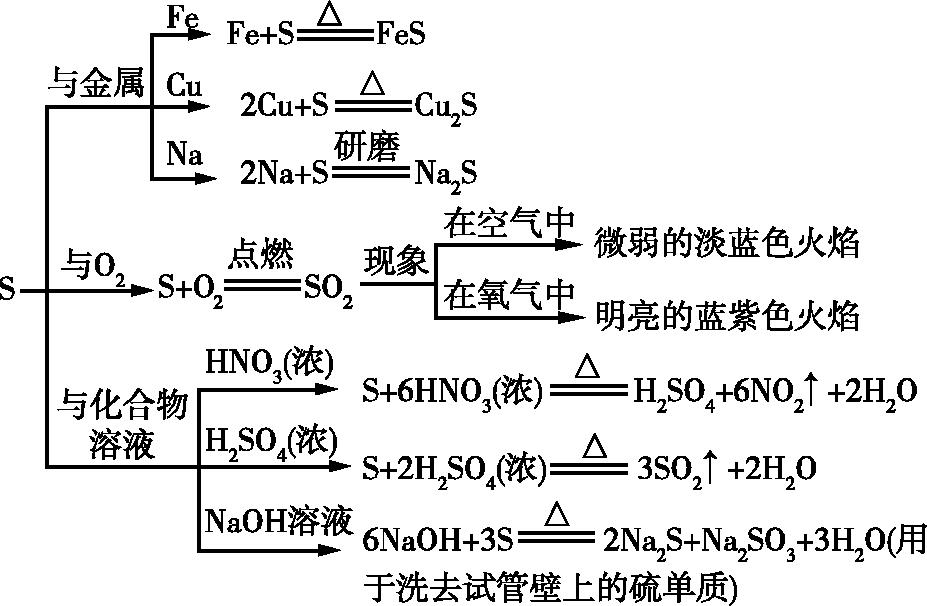 S
与金属
Fe
Fe+S=(△)=FeS
Cu
2Cu+S=(△)=Cu₂S
Na
2Na+S=(研磨)=Na₂S
与O₂
S+O₂=(点燃)=SO₂
现象
在空气中
微弱的淡蓝色火焰
在氧气中
明亮的蓝紫色火焰
与化合物
溶液
HNO₃(浓)
S+6HNO₃(浓)=(△)=H₂SO₄+6NO₂↑+2H₂O
H₂SO₄(浓)
S+2H₂SO₄(浓)=(△)=3SO₂↑+2H₂O
NaOH溶液
6NaOH+3S=(△)=2Na₂S+Na₂SO₃+3H₂O(用
于洗去试管壁上的硫单质)